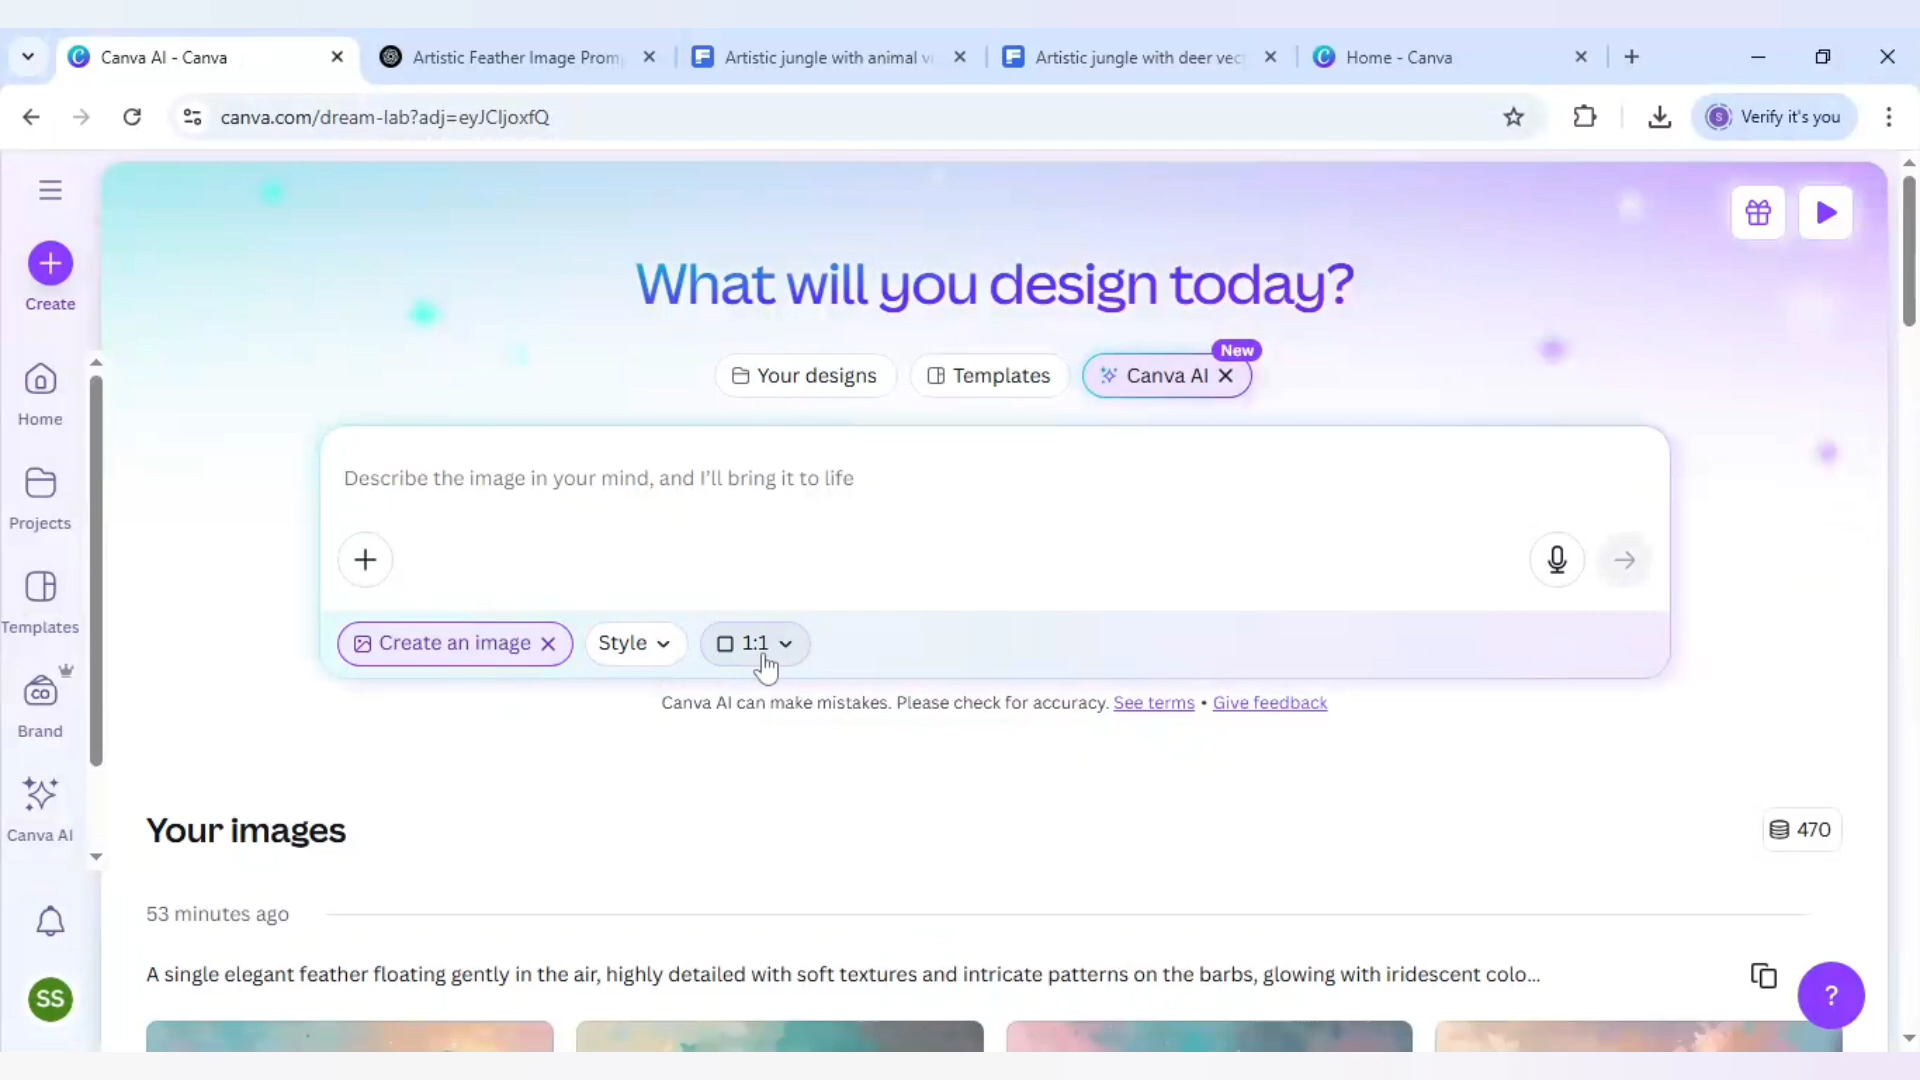 Canva AI - Canva
Artistic Feather Image Prom
Artistic jungle with animal v
Artistic jungle with deer vec
Home - Canva
canva.com/dream-lab?adj=eyJCIjoxfQ
S
Verify it's you
Create
Home
Projects
Templates
CO
Brand
Canva AI
SS
What will you design today?
New
Your designs
Templates
Canva AI
Describe the image in your mind, and I'll bring it to life
Create an image
Style
1:1
Canva AI can make mistakes. Please check for accuracy. See terms • Give feedback
Your images
470
53 minutes ago
A single elegant feather floating gently in the air, highly detailed with soft textures and intricate patterns on the barbs, glowing with iridescent colo...
?